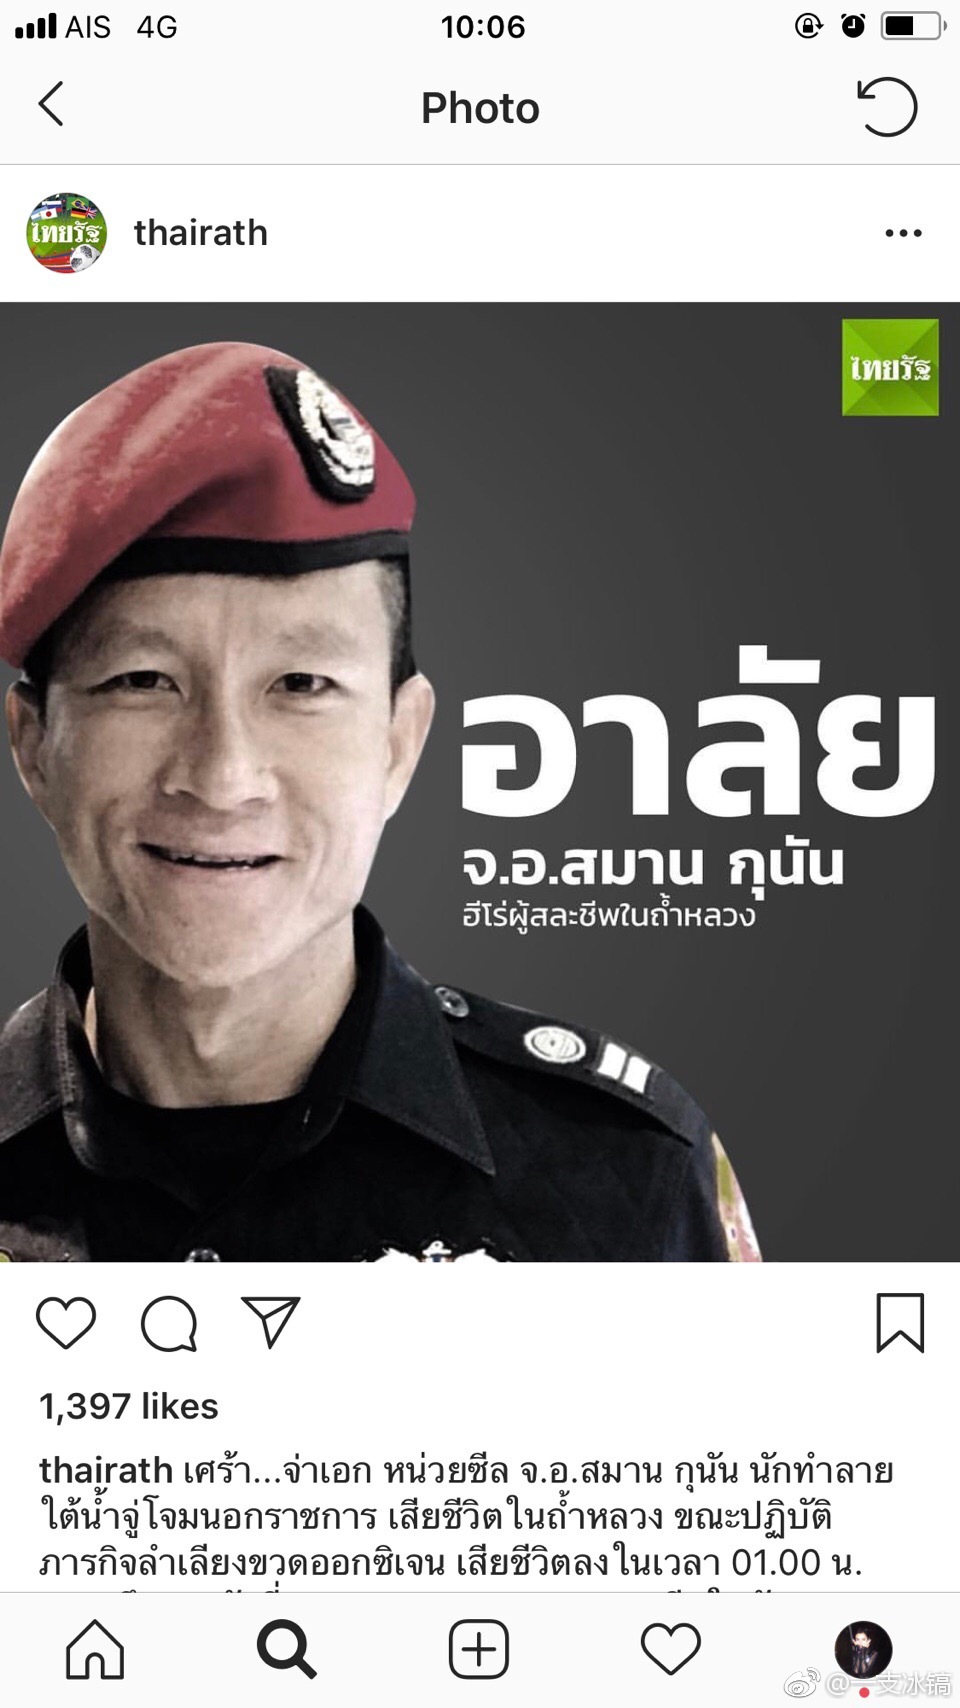 AIS 4G 10:06
Photo
ไทยรัฐ
thairath
ไทยรัฐ
อาลัย
จ.อ.สมาน กุนัน
ฮีโร่ผู้สละชีพในถ้ำหลวง
1,397 likes
thairath เศร้า...จ่าเอก หน่วยซีล จ.อ.สมาน กุนัน นักทำลาย
ใต้น้ำจู่โจมนอกราชการ เสียชีวิตในถ้ำหลวง ขณะปฏิบัติ
ภารกิจลำเลียงขวดออกซิเจน เสียชีวิตลงในเวลา 01.00 น.
@一支冰镐